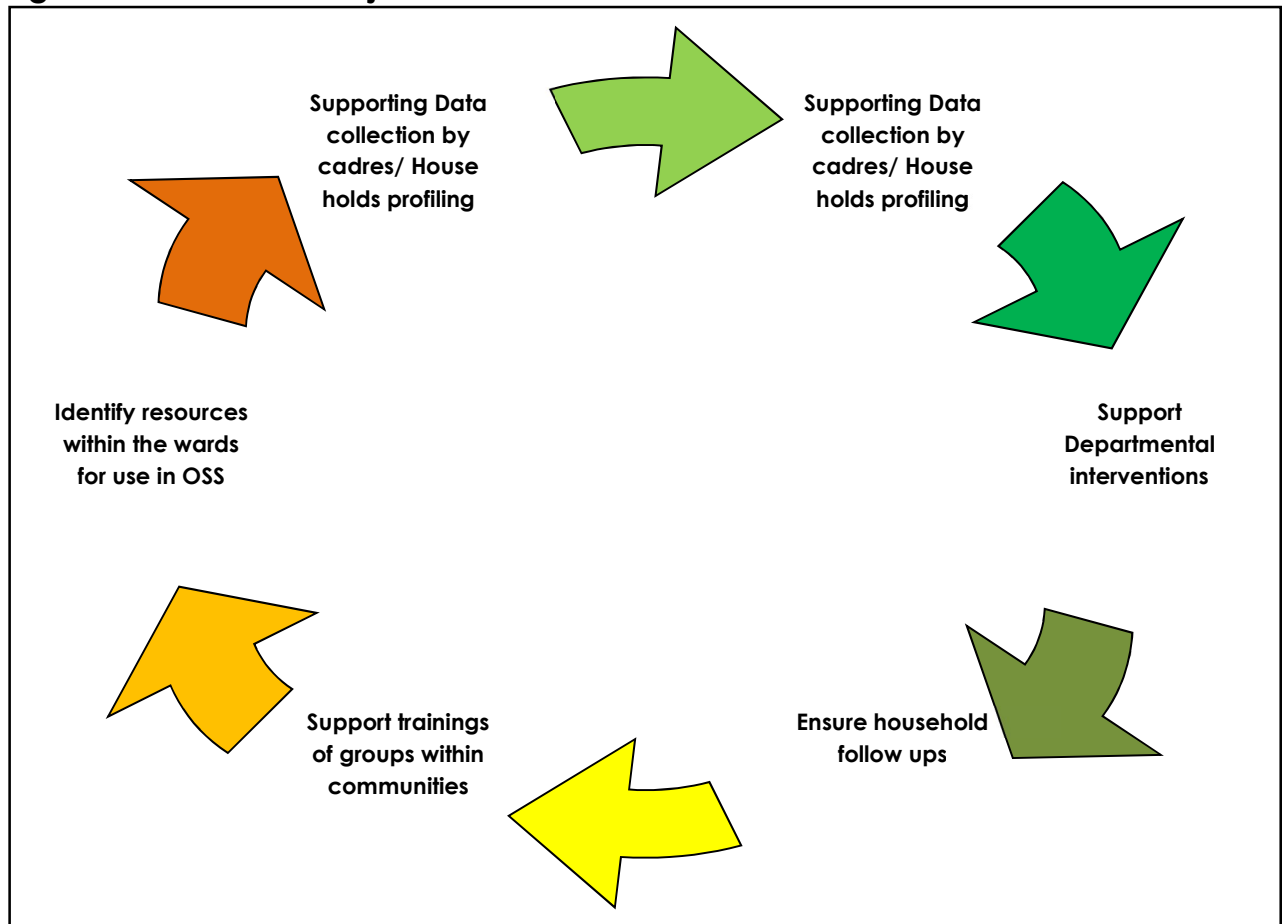 Supporting Data
collection by
cadres/ House
holds profiling
Supporting Data
collection by
cadres/ House
holds profiling
Support
Departmental
interventions
Ensure household
follow ups
Support trainings
of groups within
communities
Identify resources
within the wards
for use in OSS